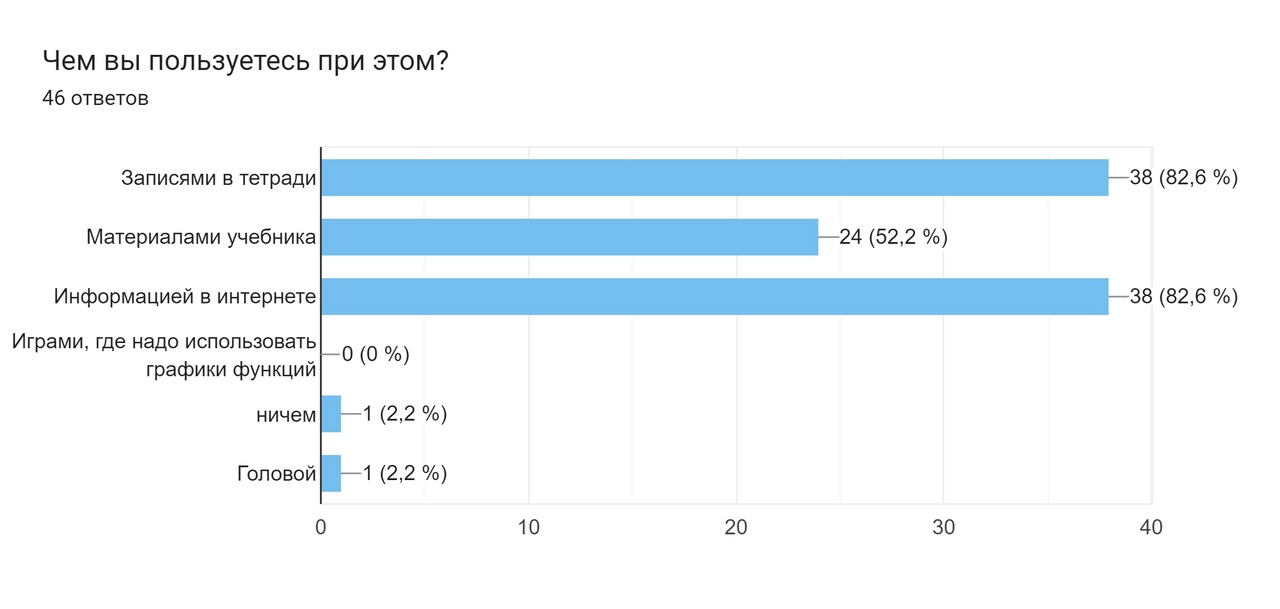 Чем вы пользуетесь при этом?
46 ответов
Записями в тетради
38 (82,6 %)
Материалами учебника
24 (52,2 %)
Информацией в интернете
38 (82,6 %)
Играми, где надо использовать
графики функций
0 (0 %)
ничем
1 (2,2 %)
Головой
1 (2,2 %)
0 10 20 30 40